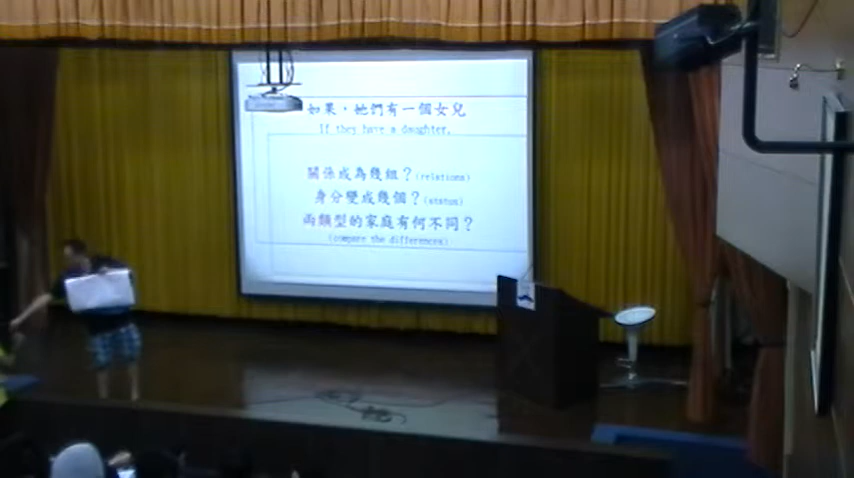 如果，她們有一個女兒
If they have a daughter,
關係成為幾組？(relations)
身分變成幾個？(status)
兩類型的家庭有何不同？
(compare the differences)